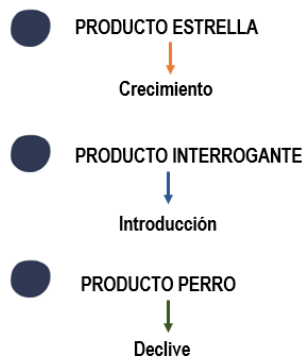 PRODUCTO ESTRELLA
Crecimiento
PRODUCTO INTERROGANTE
Introducción
PRODUCTO PERRO
Declive